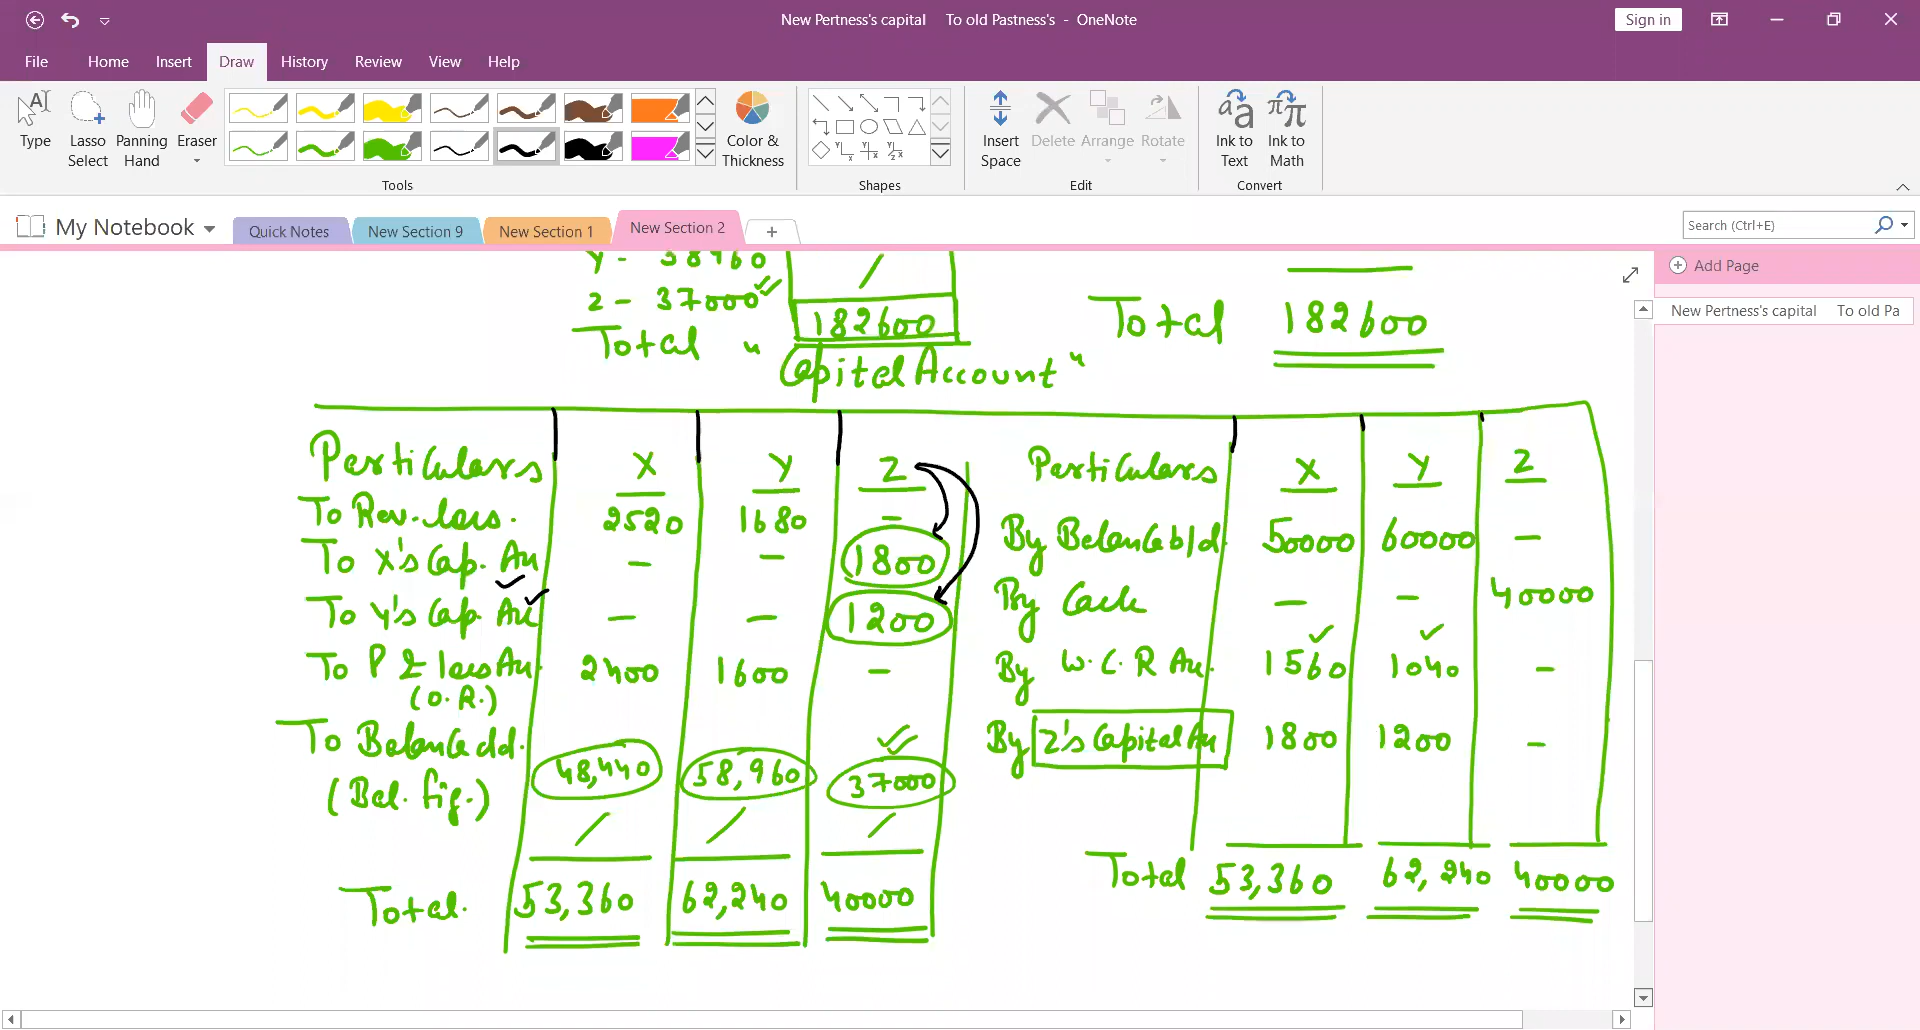 New Pertness's capital To old Pastness's - OneNote
Sign in
File Home Insert Draw History Review View Help
Type
Lasso Select
Panning Hand
Eraser
Color & Thickness
Insert Space
Delete
Arrange
Rotate
Ink to Text
Ink to Math
Tools
Shapes
Edit
Convert
My Notebook
Quick Notes
New Section 9
New Section 1
New Section 2
Search (Ctrl+E)
Add Page
New Pertness's capital To old Pa
Y - 38960
Z - 37000
Total 182600
Total 182600
"Capital Account"
Particulars X Y Z Particulars X Y Z
To Rev. loss. 2520 1680 -
By Balance b/d. 50000 60000 -
To X's Cap. A/c - - 1800
By Cash - - 40000
To Y's Cap. A/c - - 1200
By W.C.R A/c. 1560 1040 -
To P & loss A/c. 2400 1600 -
(O.R.)
By Z's Capital A/c 1800 1200 -
To Balance c/d. 48,440 58,960 37000
(Bal. fig.)
Total 53,360 62,240 40000
Total. 53,360 62,240 40000